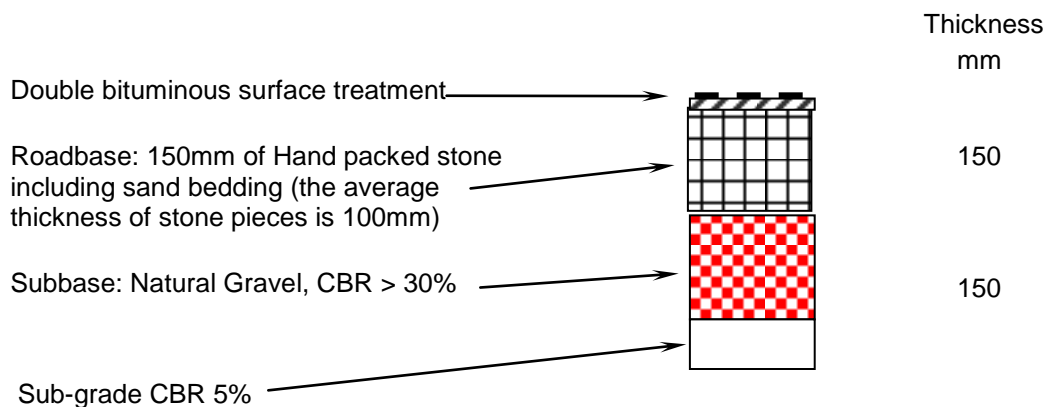 Thickness
mm
Double bituminous surface treatment
Roadbase: 150mm of Hand packed stone
including sand bedding (the average
thickness of stone pieces is 100mm)
150
Subbase: Natural Gravel, CBR > 30%
150
Sub-grade CBR 5%